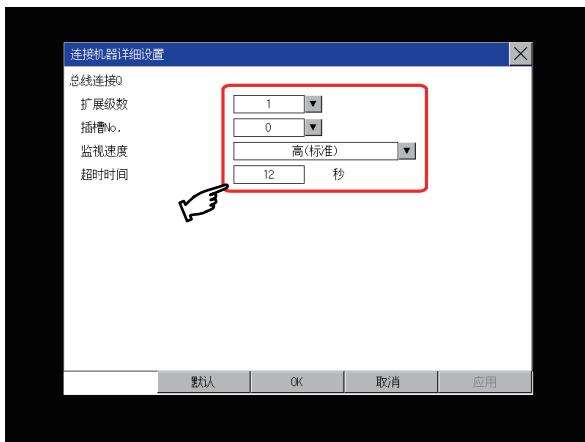 连接机器详细设置
总线连接Q
扩展级数 1
插槽No. 0
监视速度 高(标准)
超时时间 12 秒
默认 OK 取消 应用